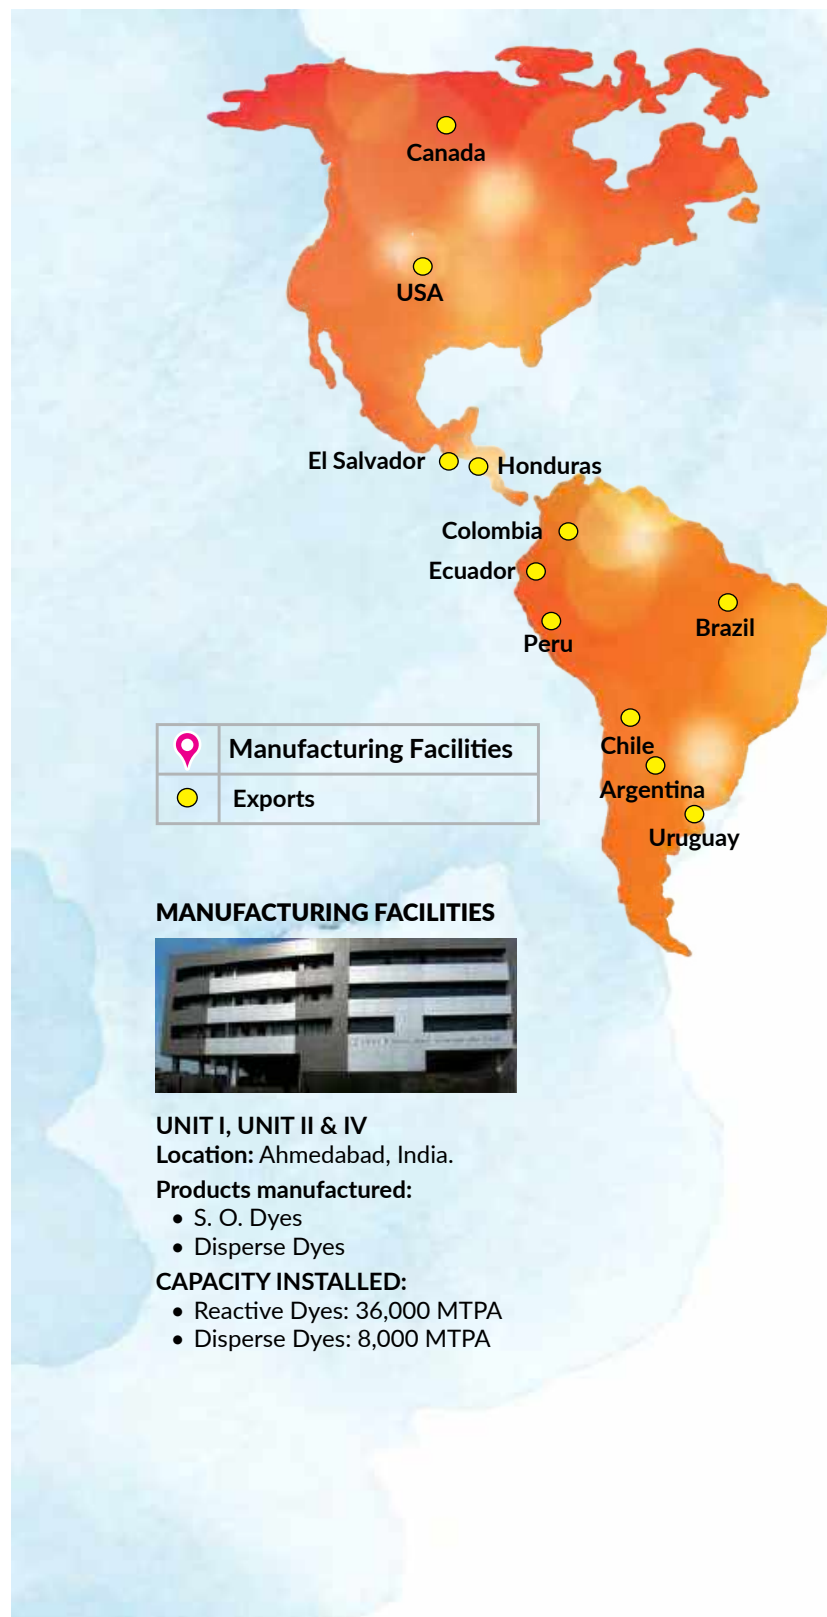 Canada
USA
El Salvador
Honduras
Colombia
Ecuador
Peru
Brazil
Chile
Argentina
Uruguay
Manufacturing Facilities
Exports
MANUFACTURING FACILITIES
UNIT I, UNIT II & IV
Location: Ahmedabad, India.
Products manufactured:
• S. O. Dyes
• Disperse Dyes
CAPACITY INSTALLED:
• Reactive Dyes: 36,000 MTPA
• Disperse Dyes: 8,000 MTPA